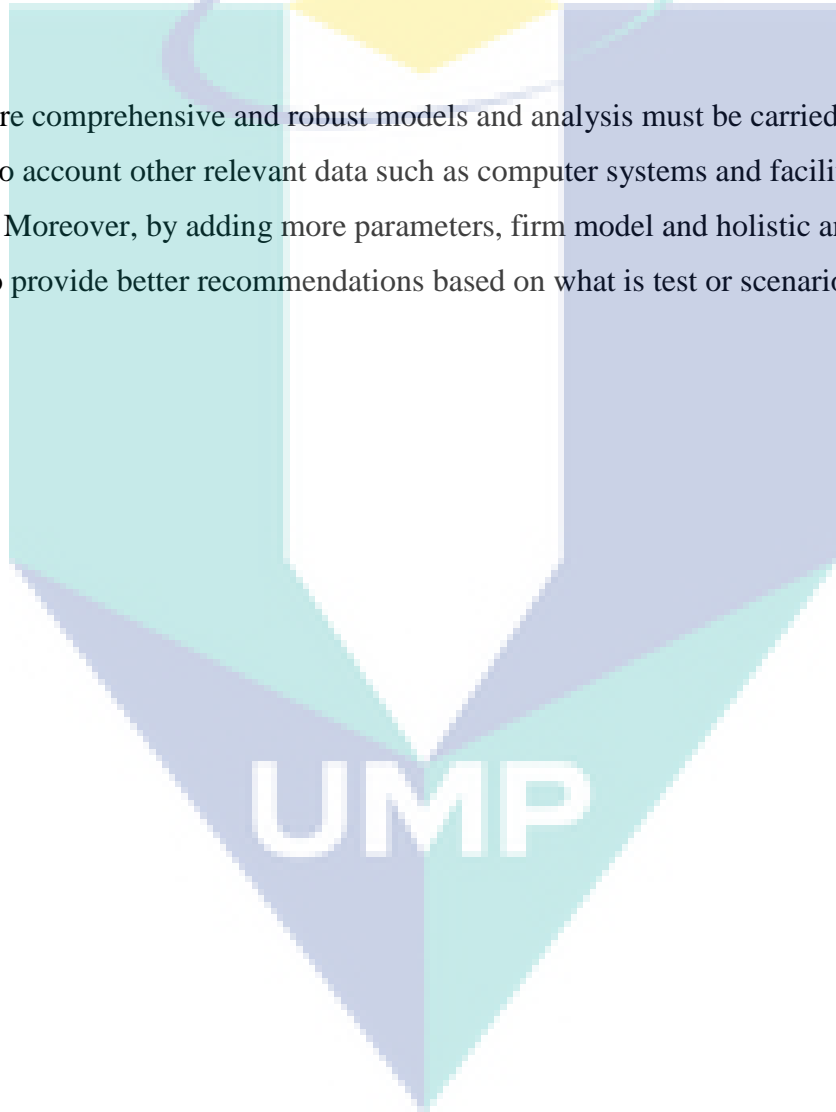 re comprehensive and robust models and analysis must be carried
o account other relevant data such as computer systems and facili
Moreover, by adding more parameters, firm model and holistic a
provide better recommendations based on what is test or scenario
UMP